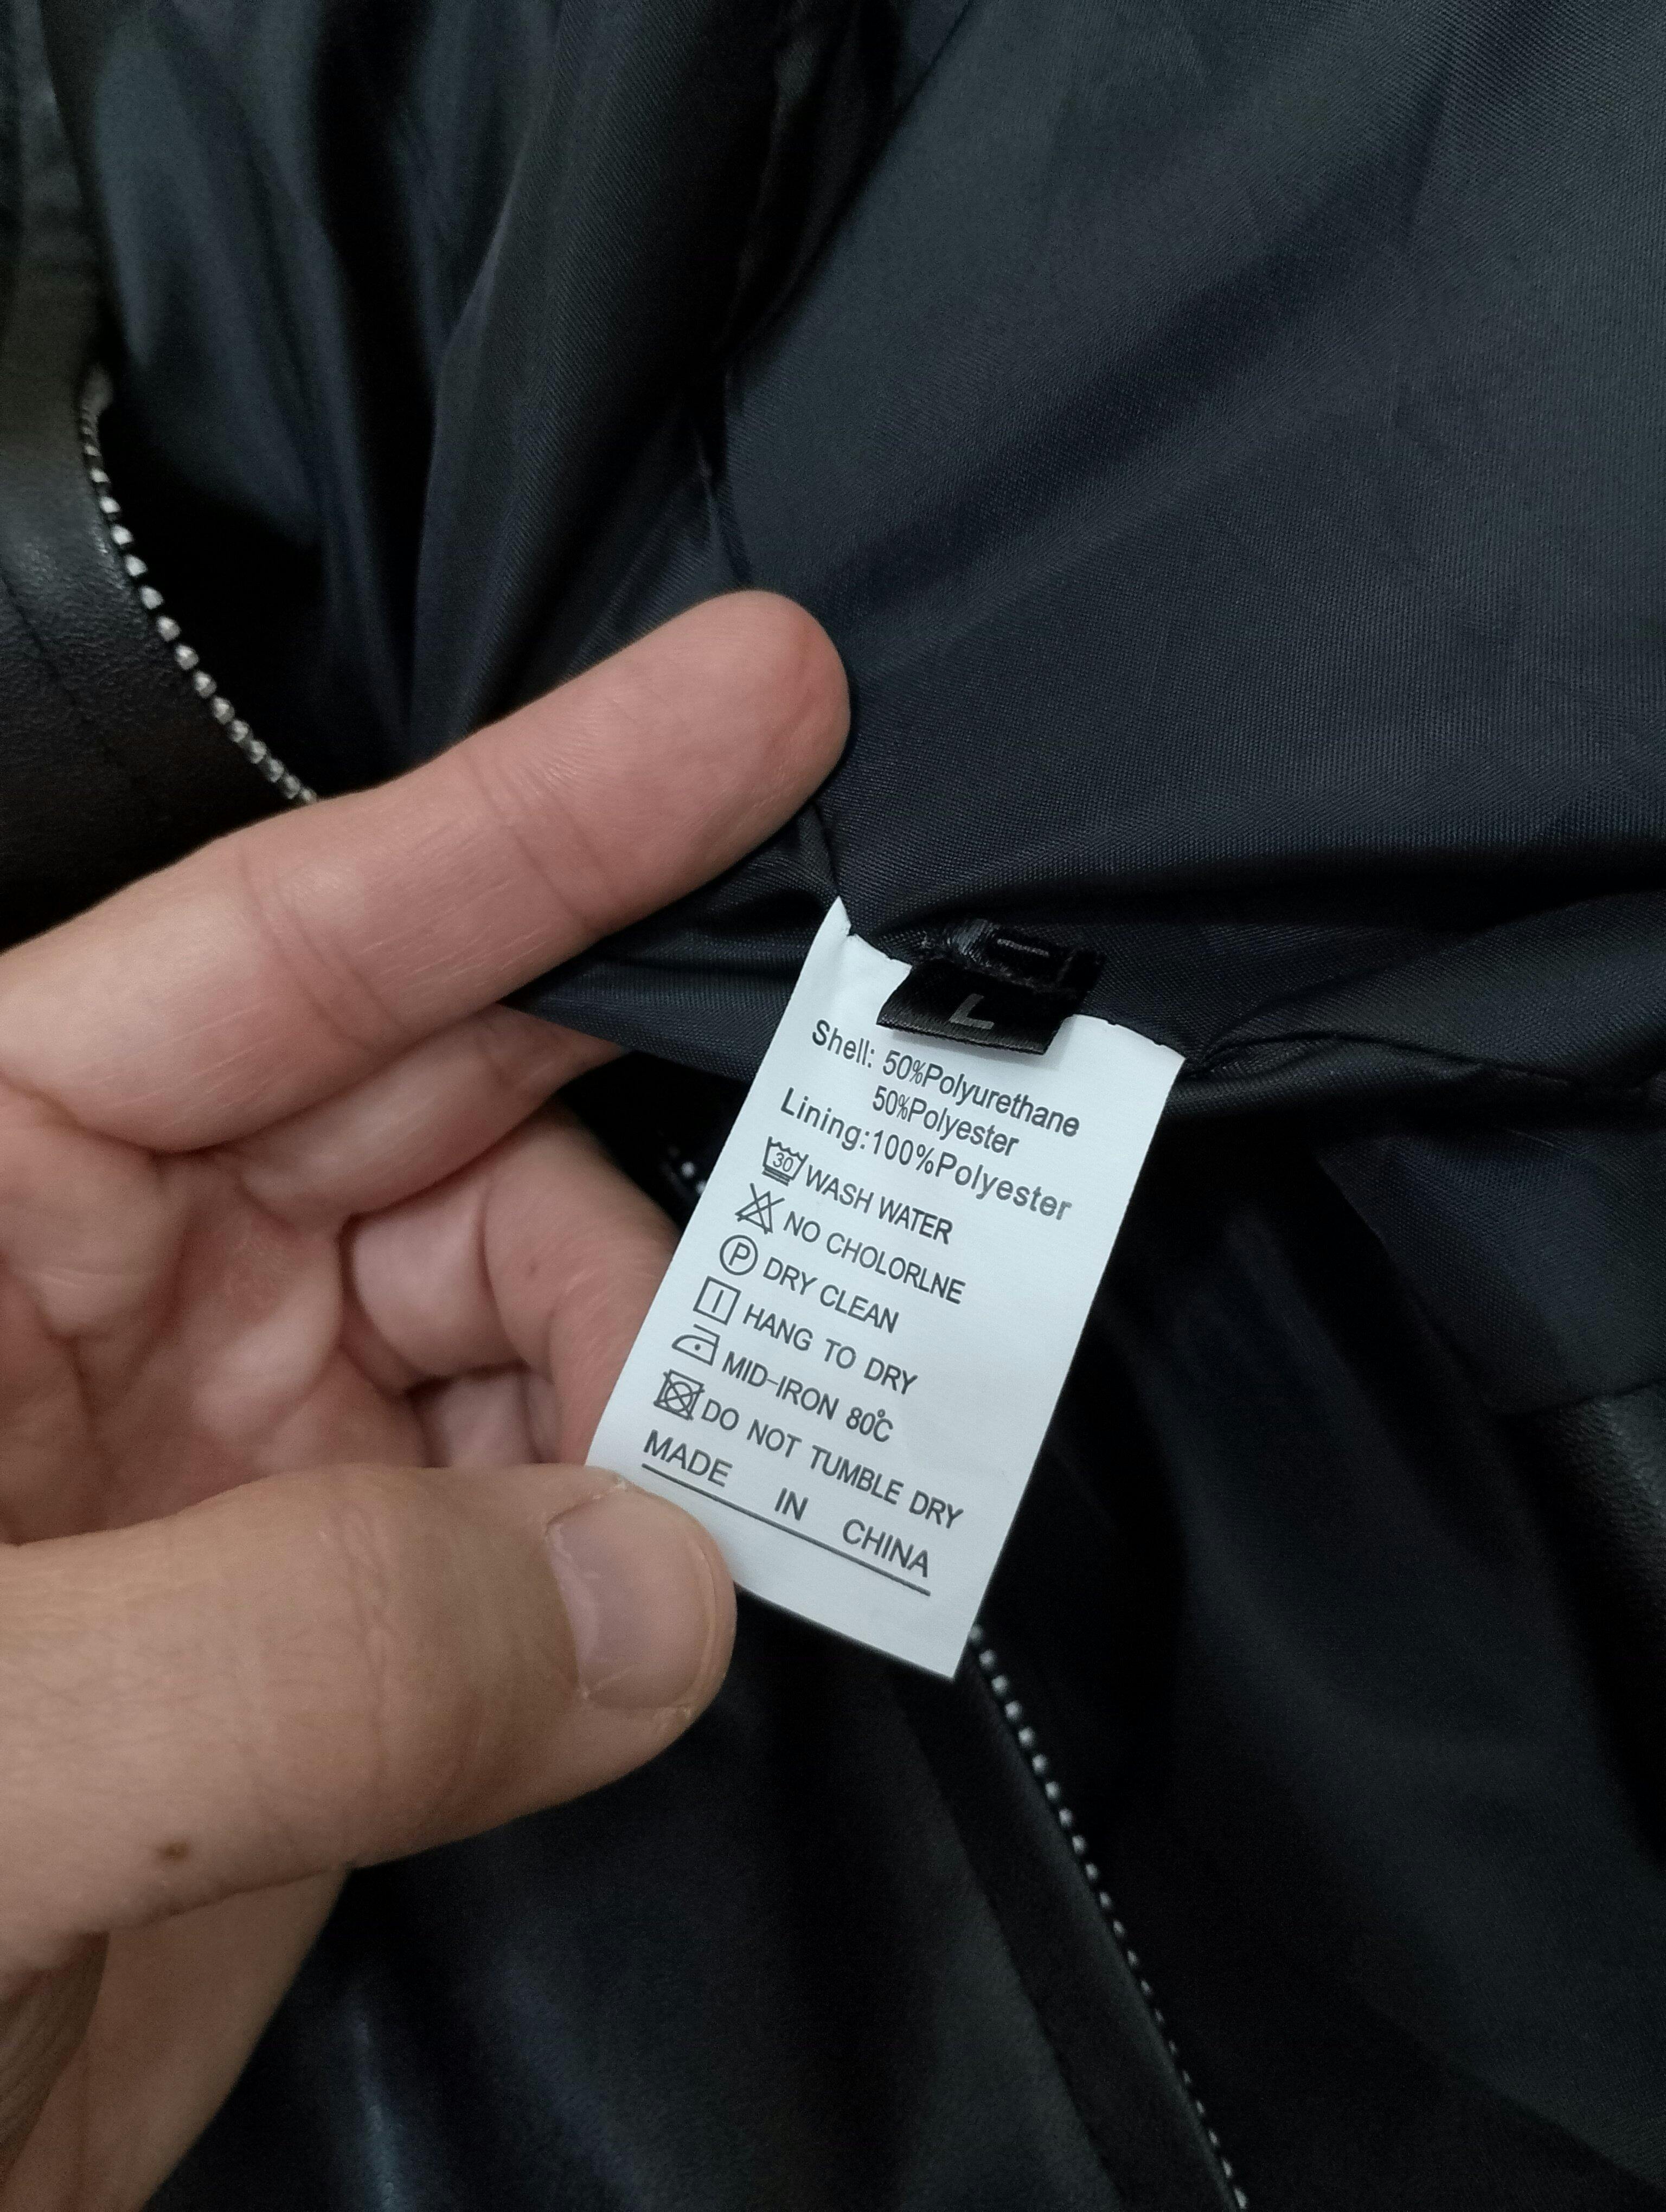 L
Shell: 50%Polyurethane
50%Polyester
Lining:100%Polyester
30 WASH WATER
NO CHOLORLNE
P DRY CLEAN
HANG TO DRY
MID-IRON 80℃
DO NOT TUMBLE DRY
MADE IN CHINA